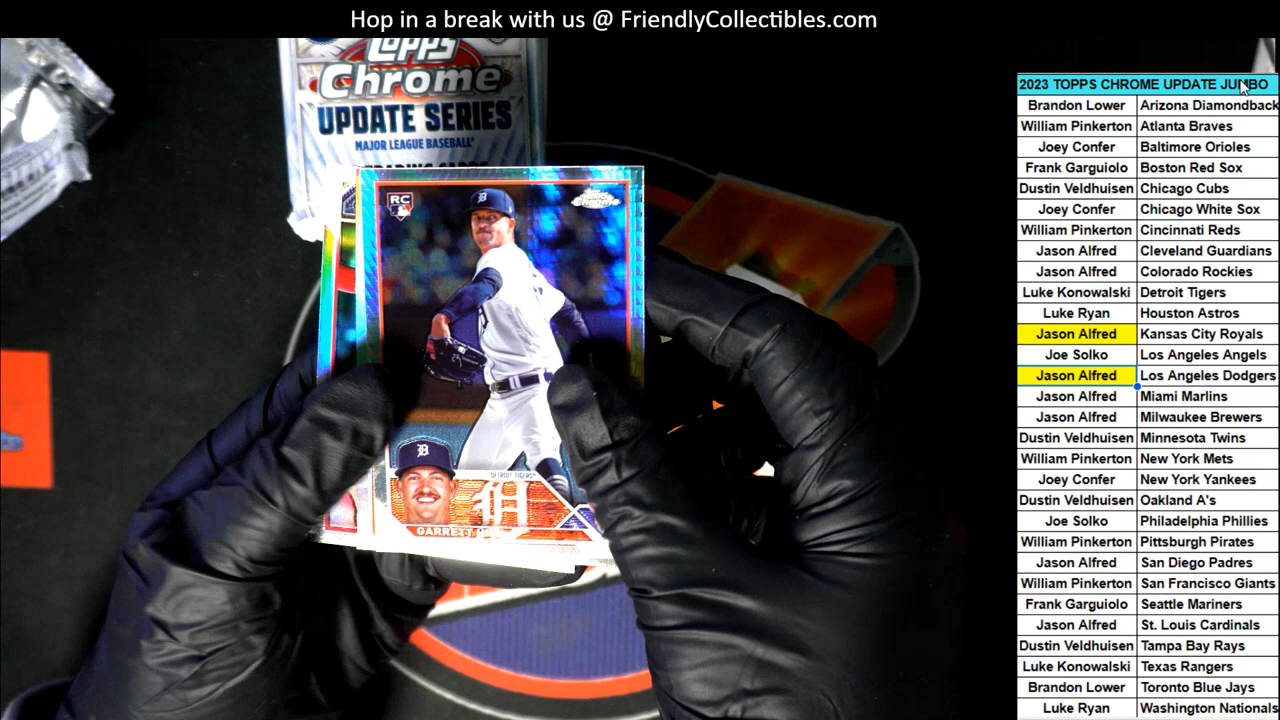 Hop in a break with us @ FriendlyCollectibles.com
Topps
Chrome
UPDATE SERIES
MAJOR LEAGUE BASEBALL
RC
D
DETROIT TIGERS
D
GARRETT
2023 TOPPS CHROME UPDATE JUMBO
Brandon Lower Arizona Diamondback
William Pinkerton Atlanta Braves
Joey Confer Baltimore Orioles
Frank Garguiolo Boston Red Sox
Dustin Veldhuisen Chicago Cubs
Joey Confer Chicago White Sox
William Pinkerton Cincinnati Reds
Jason Alfred Cleveland Guardians
Jason Alfred Colorado Rockies
Luke Konowalski Detroit Tigers
Luke Ryan Houston Astros
Jason Alfred Kansas City Royals
Joe Solko Los Angeles Angels
Jason Alfred Los Angeles Dodgers
Jason Alfred Miami Marlins
Jason Alfred Milwaukee Brewers
Dustin Veldhuisen Minnesota Twins
William Pinkerton New York Mets
Joey Confer New York Yankees
Dustin Veldhuisen Oakland A's
Joe Solko Philadelphia Phillies
William Pinkerton Pittsburgh Pirates
Jason Alfred San Diego Padres
William Pinkerton San Francisco Giants
Frank Garguiolo Seattle Mariners
Jason Alfred St. Louis Cardinals
Dustin Veldhuisen Tampa Bay Rays
Luke Konowalski Texas Rangers
Brandon Lower Toronto Blue Jays
Luke Ryan Washington Nationals